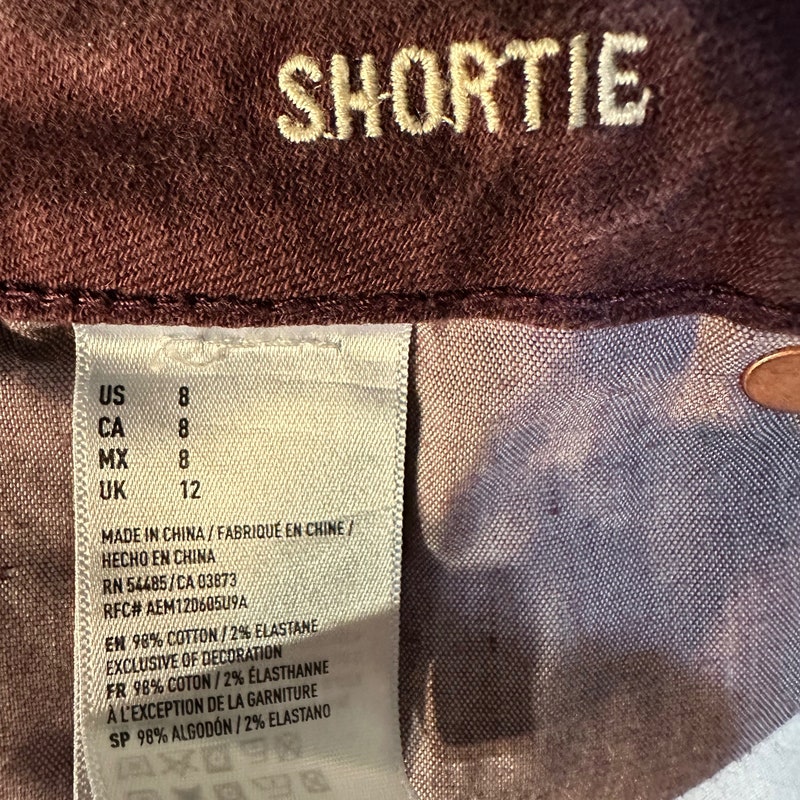 SHORTIE
US 8
CA 8
MX 8
UK 12
MADE IN CHINA / FABRIQUÉ EN CHINE /
HECHO EN CHINA
RN 54485/CA 03873
RFC# AEM120605U9A
EN 98% COTTON / 2% ELASTANE
EXCLUSIVE OF DECORATION
FR 98% COTON / 2% ÉLASTHANNE
À L'EXCEPTION DE LA GARNITURE
SP 98% ALGODÓN / 2% ELASTANO